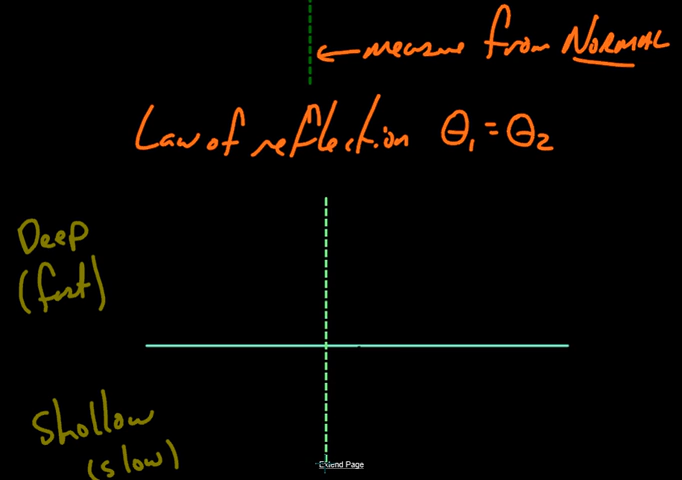 ← measure from NORMAL
Law of reflection θ₁ = θ₂
Deep
(fast)
Shallow
(slow)
Extend Page